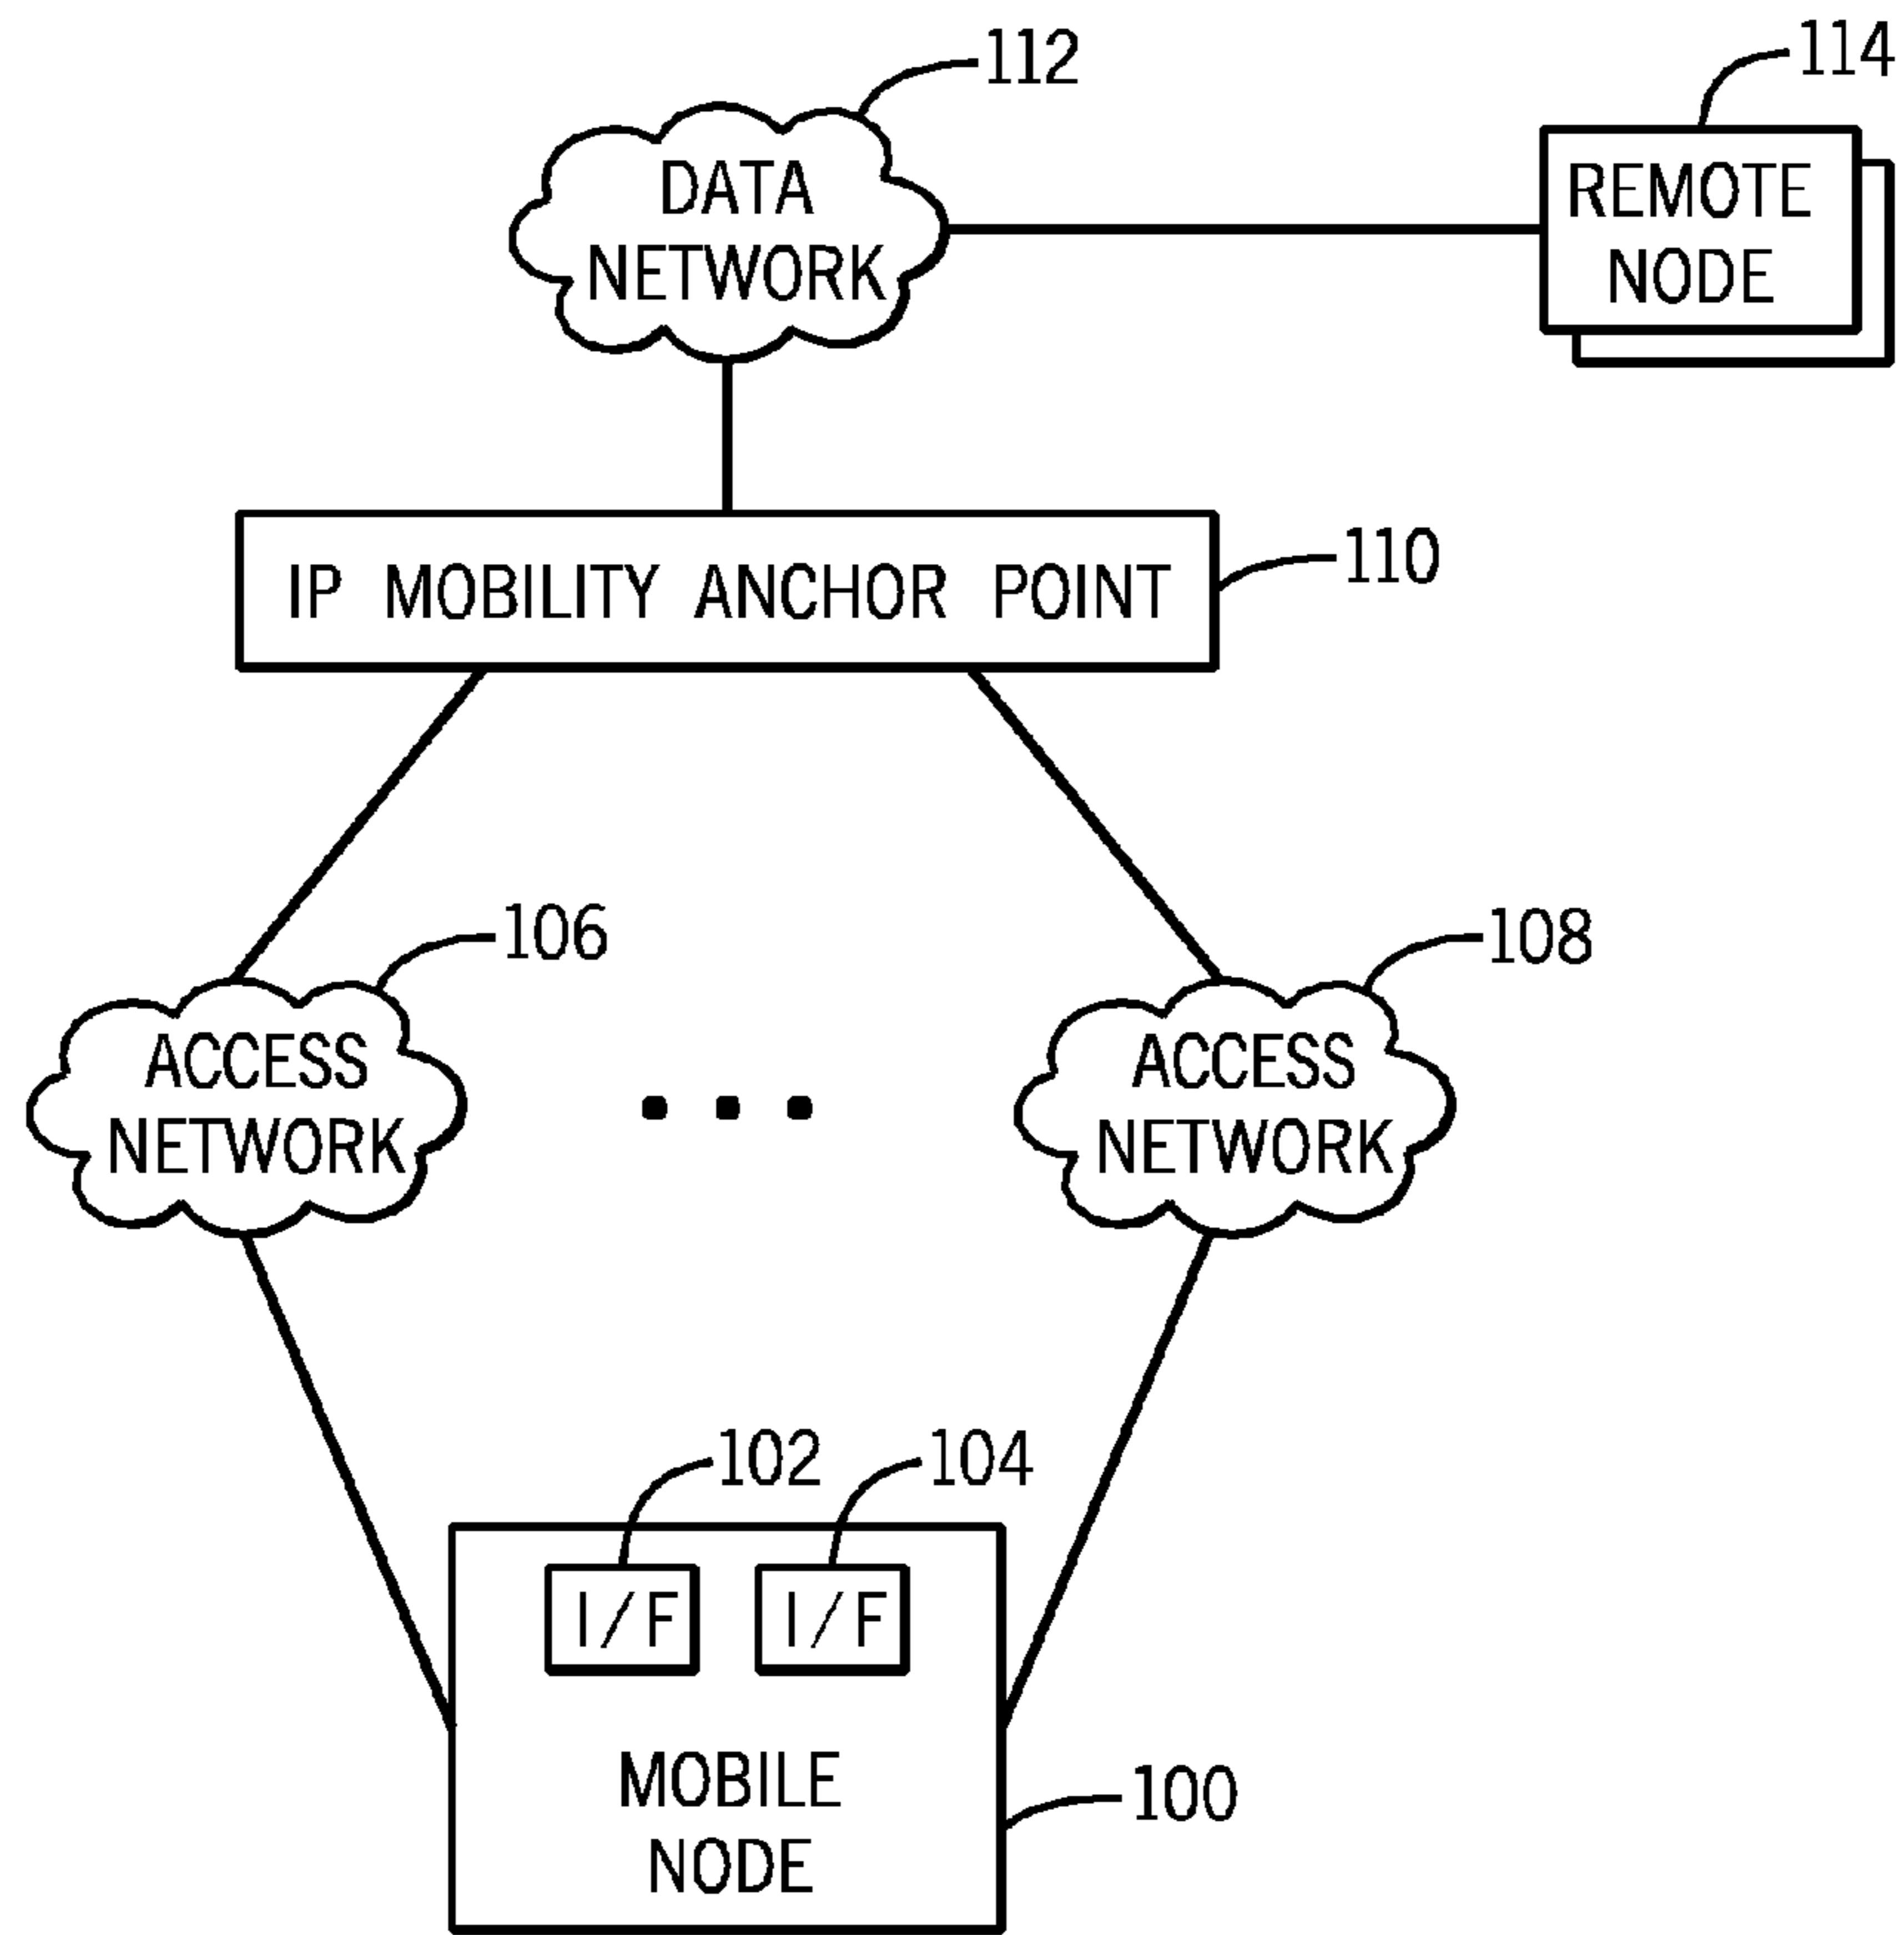 112
114
DATA
NETWORK
REMOTE
NODE
IP MOBILITY ANCHOR POINT
110
106
108
ACCESS
NETWORK
ACCESS
NETWORK
102
104
I/F
I/F
MOBILE
NODE
100